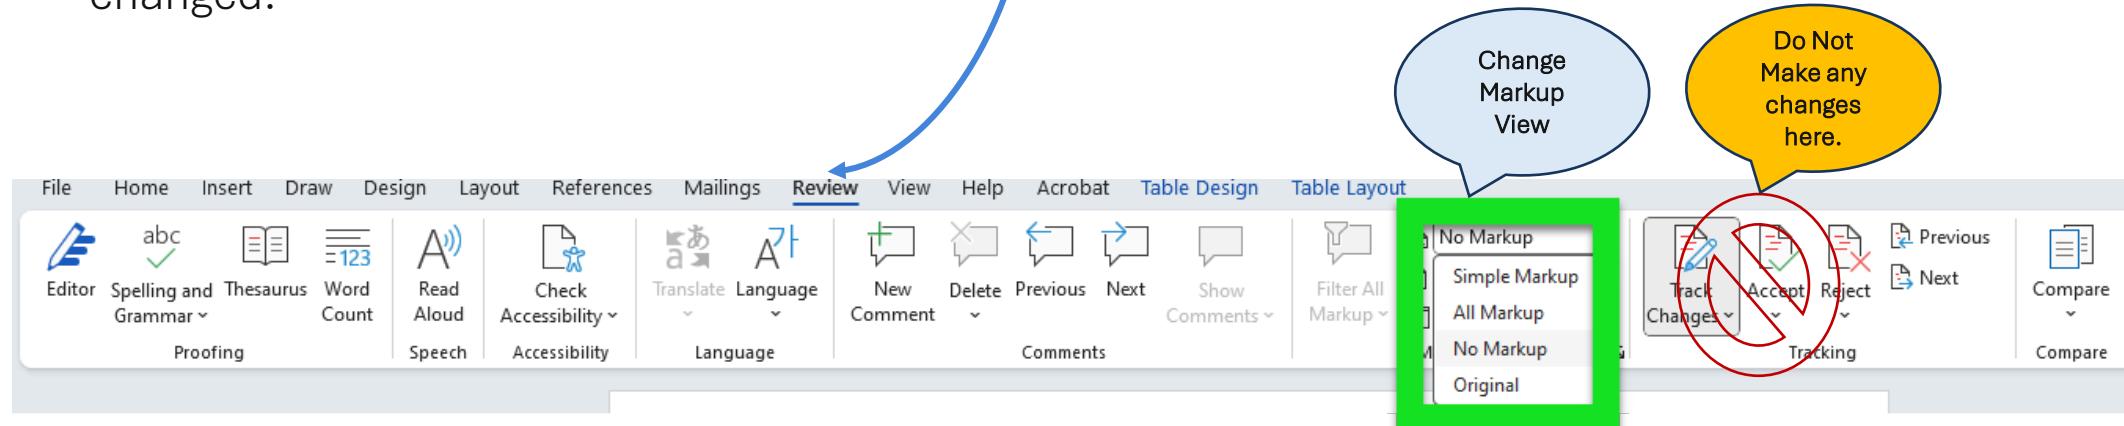 changed.
Change
Markup
View
Do Not
Make any
changes
here.
File Home Insert Draw Design Layout References Mailings Review View Help Acrobat Table Design Table Layout
Editor
abc
Spelling and
Grammar
Thesaurus
123
Word
Count
Proofing
A
Read
Aloud
Speech
Check
Accessibility
Accessibility
あ
a
Translate
A가
Language
Language
New
Comment
Delete
Previous
Next
Show
Comments
Comments
Filter All
Markup
No Markup
Simple Markup
All Markup
No Markup
Original
Track
Changes
Accept
Reject
Previous
Next
Tracking
Compare
Compare